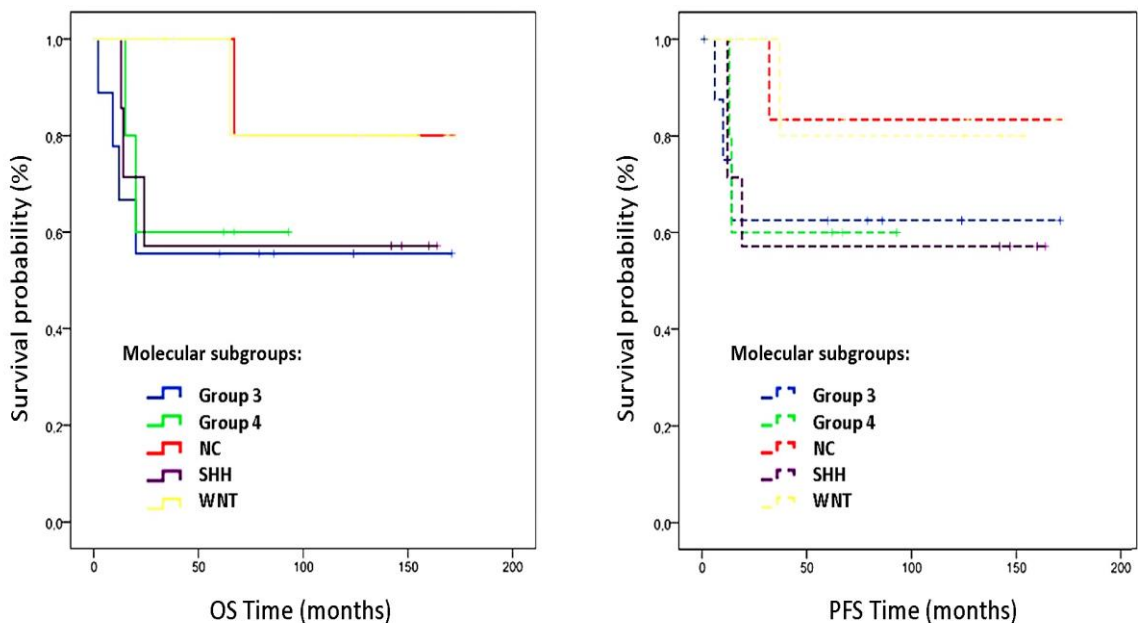 Survival probability (%)
1,0
0,8
0,6
0,4
0,2
0,0
Molecular subgroups:
Group 3
Group 4
NC
SHH
WNT
0 50 100 150 200
OS Time (months)
Survival probability (%)
1,0
0,8
0,6
0,4
0,2
0,0
Molecular subgroups:
Group 3
Group 4
NC
SHH
WNT
0 50 100 150 200
PFS Time (months)